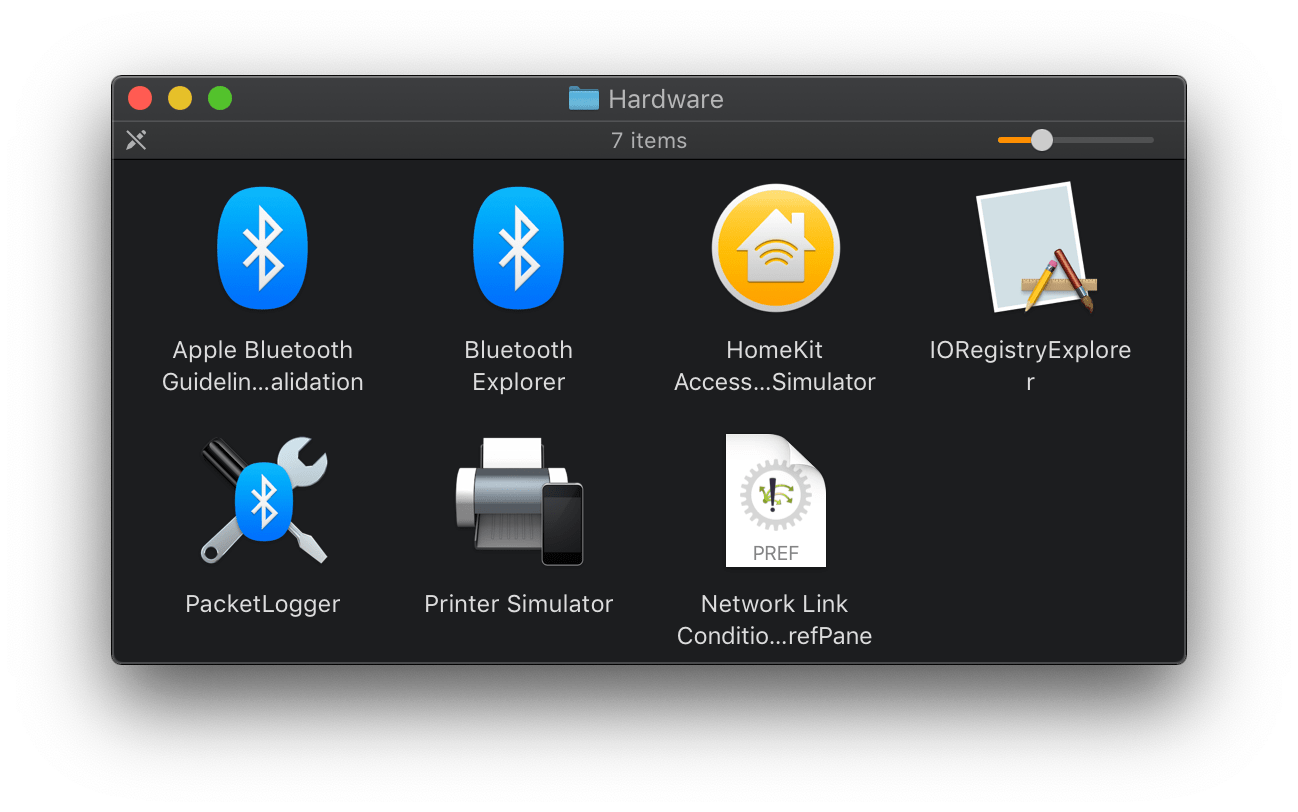 Hardware
7 items
Apple Bluetooth
Guidelin...alidation
Bluetooth
Explorer
HomeKit
Access...Simulator
IORegistryExplore
r
PacketLogger
Printer Simulator
PREF
Network Link
Conditio...refPane